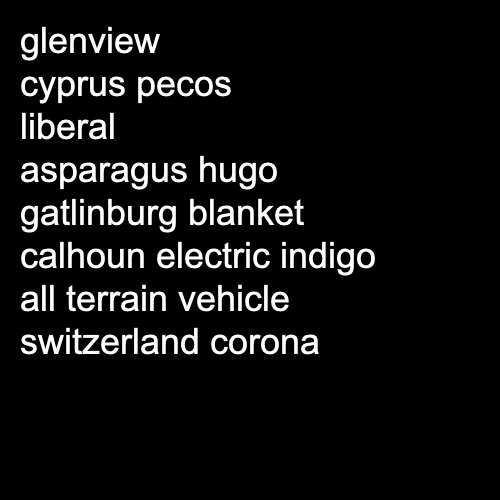 glenview
cyprus pecos
liberal
asparagus hugo
gatlinburg blanket
calhoun electric indigo
all terrain vehicle
switzerland corona